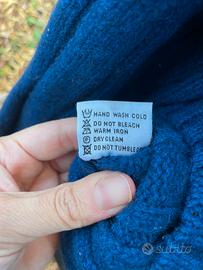 HAND WASH COLD
DO NOT BLEACH
WARM IRON
DRY CLEAN
DO NOT TUMBLE
subito